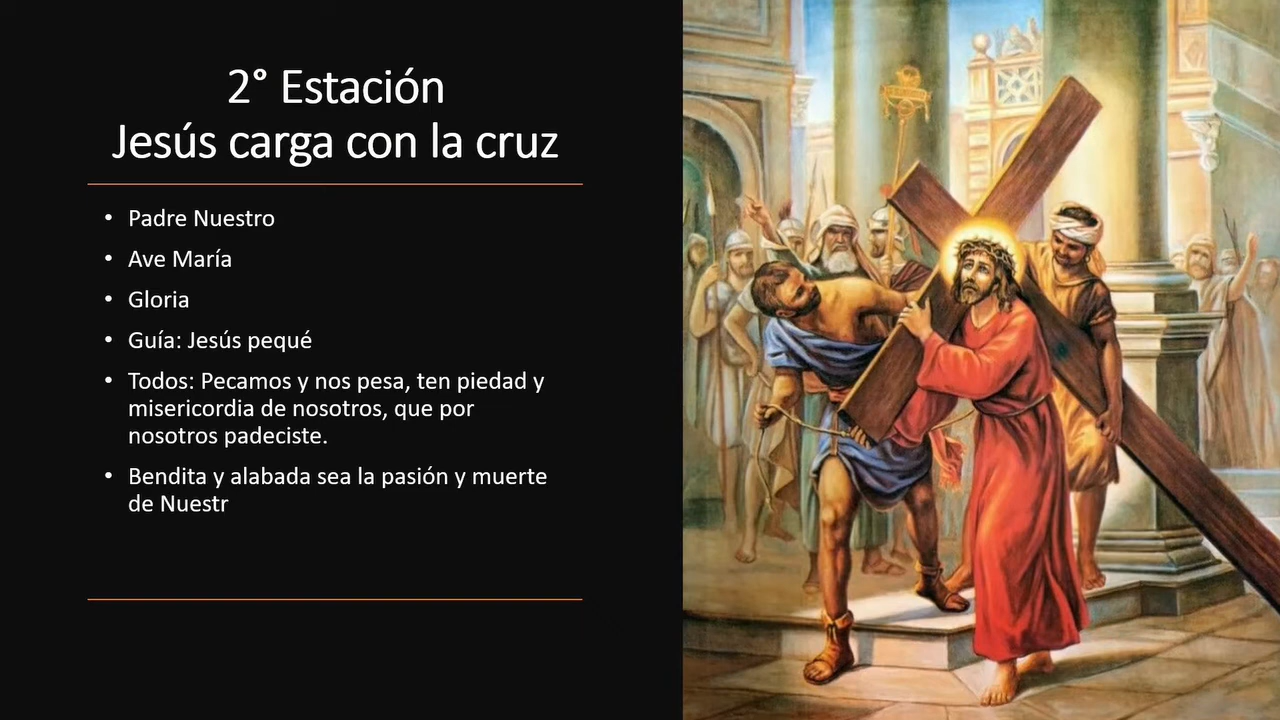 2° Estación
Jesús carga con la cruz
• Padre Nuestro
• Ave María
• Gloria
• Guía: Jesús pequé
• Todos: Pecamos y nos pesa, ten piedad y
misericordia de nosotros, que por
nosotros padeciste.
• Bendita y alabada sea la pasión y muerte
de Nuestr